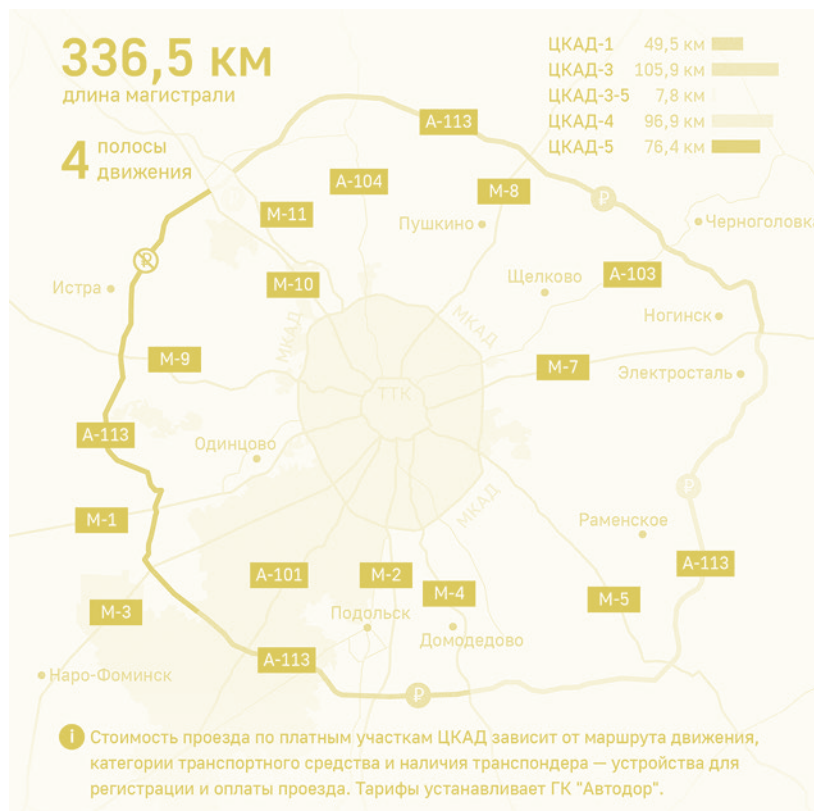 336,5 км
длина магистрали
4 полосы
движения
ЦКАД-1 49,5 км
ЦКАД-3 105,9 км
ЦКАД-3-5 7,8 км
ЦКАД-4 96,9 км
ЦКАД-5 76,4 км
А-113
А-104
М-8
М-11
Пушкино
Черноголовка
Щелково
А-103
Истра
М-10
Ногинск
МКАД
МКАД
М-9
М-7
Электросталь
ТТК
А-113
Одинцово
МКАД
М-1
Раменское
А-113
А-101
М-2
М-4
М-5
М-3
Подольск
Домодедово
А-113
Наро-Фоминск
i Стоимость проезда по платным участкам ЦКАД зависит от маршрута движения,
категории транспортного средства и наличия транспондера — устройства для
регистрации и оплаты проезда. Тарифы устанавливает ГК "Автодор".